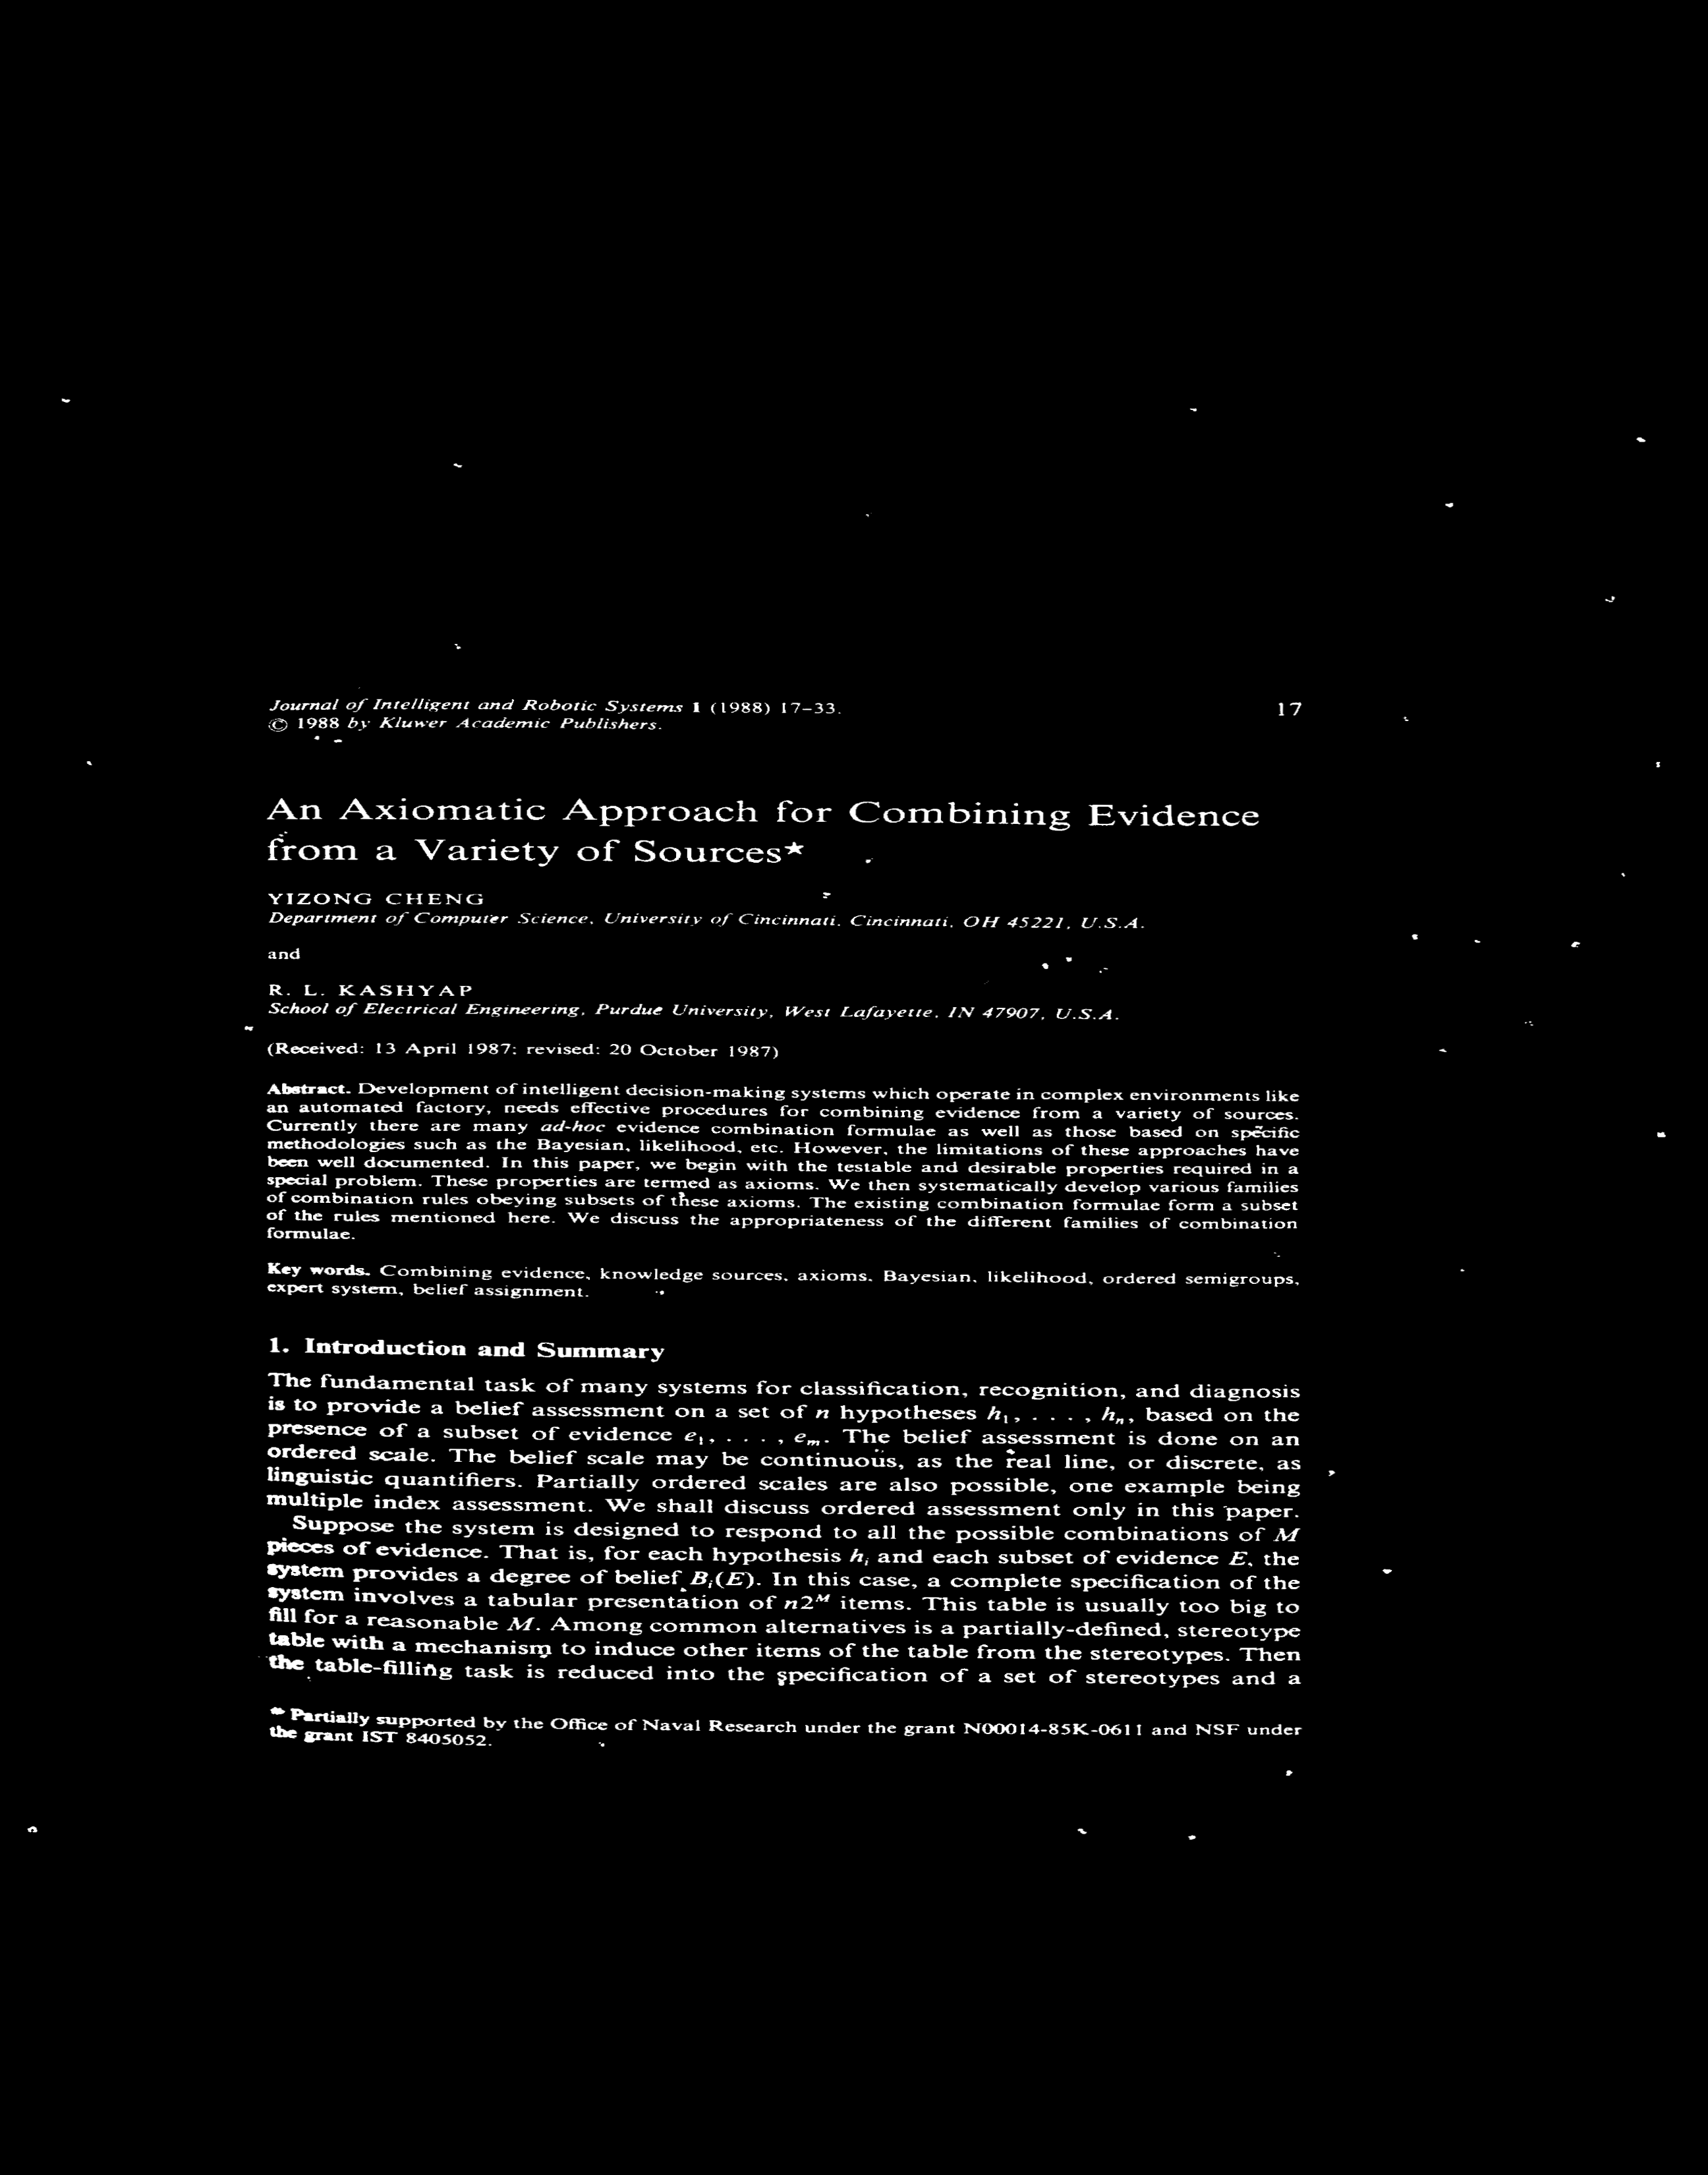 Journal of Intelligent and Robotic Systems 1 (1988) 17–33.
17
© 1988 by Kluwer Academic Publishers.
An Axiomatic Approach for Combining Evidence
from a Variety of Sources★
YIZONG CHENG
Department of Computer Science, University of Cincinnati, Cincinnati, OH 45221, U.S.A.
and
R. L. KASHYAP
School of Electrical Engineering, Purdue University, West Lafayette, IN 47907, U.S.A.
(Received: 13 April 1987; revised: 20 October 1987)
Abstract. Development of intelligent decision-making systems which operate in complex environments like
an automated factory, needs effective procedures for combining evidence from a variety of sources.
Currently there are many ad-hoc evidence combination formulae as well as those based on specific
methodologies such as the Bayesian, likelihood, etc. However, the limitations of these approaches have
been well documented. In this paper, we begin with the testable and desirable properties required in a
special problem. These properties are termed as axioms. We then systematically develop various families
of combination rules obeying subsets of these axioms. The existing combination formulae form a subset
of the rules mentioned here. We discuss the appropriateness of the different families of combination
formulae.
Key words. Combining evidence, knowledge sources, axioms, Bayesian, likelihood, ordered semigroups,
expert system, belief assignment.
1. Introduction and Summary
The fundamental task of many systems for classification, recognition, and diagnosis
is to provide a belief assessment on a set of n hypotheses h₁, . . . , hₙ, based on the
presence of a subset of evidence e₁, . . . , eₘ. The belief assessment is done on an
ordered scale. The belief scale may be continuous, as the real line, or discrete, as
linguistic quantifiers. Partially ordered scales are also possible, one example being
multiple index assessment. We shall discuss ordered assessment only in this paper.
Suppose the system is designed to respond to all the possible combinations of M
pieces of evidence. That is, for each hypothesis hᵢ and each subset of evidence E, the
system provides a degree of belief Bᵢ(E). In this case, a complete specification of the
system involves a tabular presentation of n2ᴹ items. This table is usually too big to
fill for a reasonable M. Among common alternatives is a partially-defined, stereotype
table with a mechanism to induce other items of the table from the stereotypes. Then
the table-filling task is reduced into the specification of a set of stereotypes and a
★ Partially supported by the Office of Naval Research under the grant N00014-85K-0611 and NSF under
the grant IST 8405052.